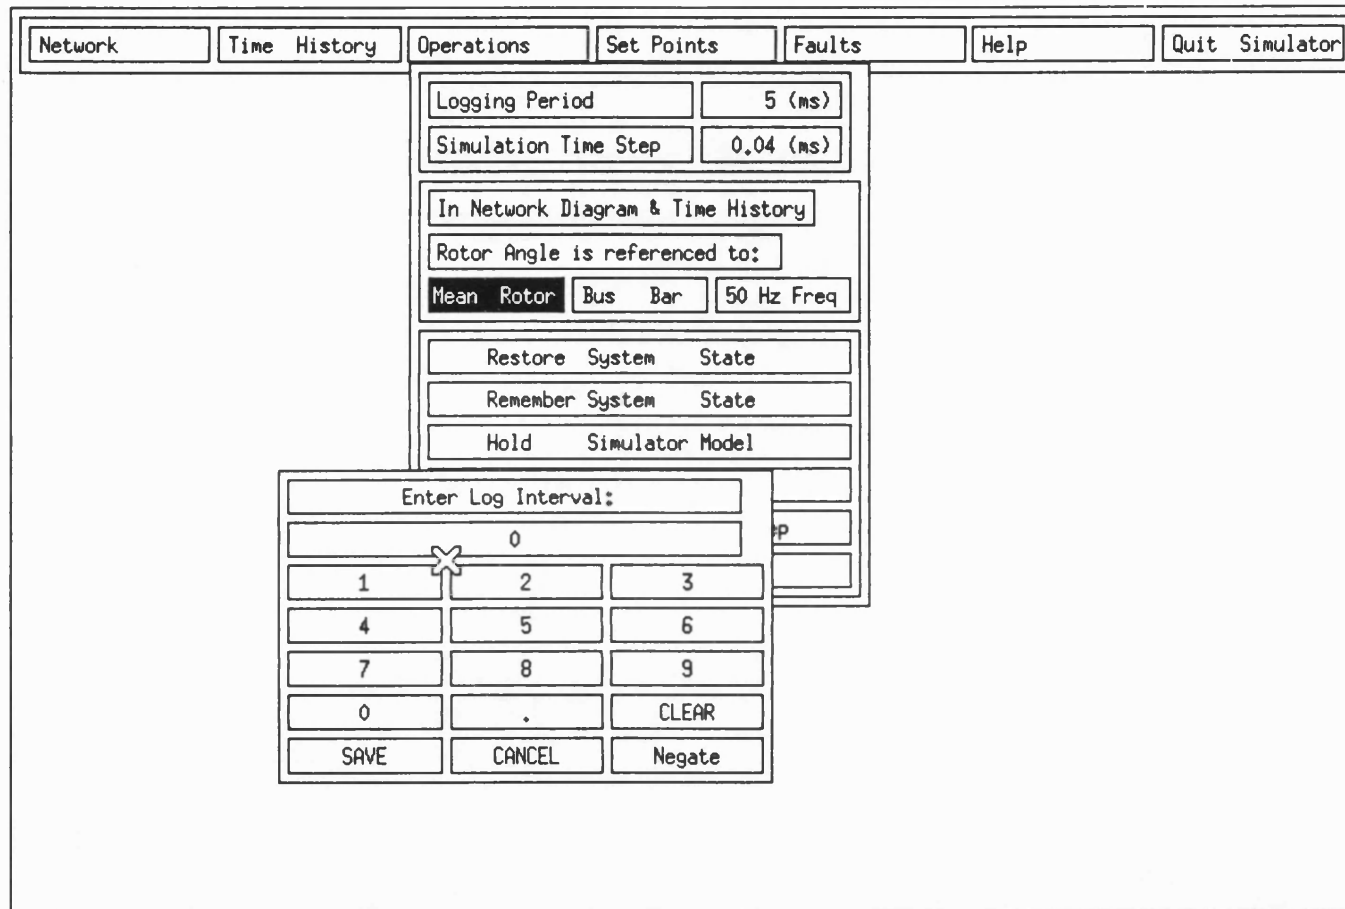 Network Time History Operations Set Points Faults Help Quit Simulator
Logging Period 5 (ms)
Simulation Time Step 0.04 (ms)
In Network Diagram & Time History
Rotor Angle is referenced to:
Mean Rotor Bus Bar 50 Hz Freq
Restore System State
Remember System State
Hold Simulator Model
Enter Log Interval:
0
1 2 3
4 5 6
7 8 9
0 . CLEAR
SAVE CANCEL Negate